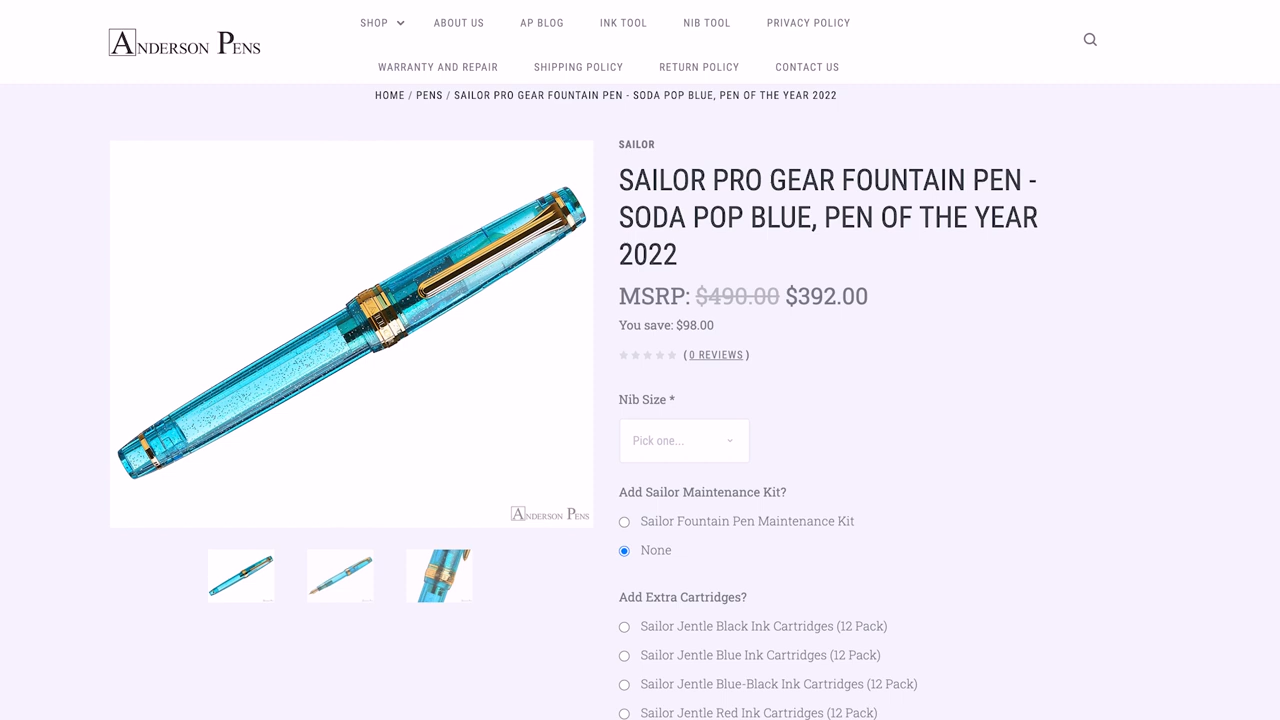 SHOP
ABOUT US
AP BLOG
INK TOOL
NIB TOOL
PRIVACY POLICY
ANDERSON PENS
WARRANTY AND REPAIR
SHIPPING POLICY
RETURN POLICY
CONTACT US
HOME / PENS / SAILOR PRO GEAR FOUNTAIN PEN - SODA POP BLUE, PEN OF THE YEAR 2022
SAILOR
SAILOR PRO GEAR FOUNTAIN PEN -
SODA POP BLUE, PEN OF THE YEAR
2022
MSRP: $490.00 $392.00
You save: $98.00
( 0 REVIEWS )
Nib Size *
Pick one...
Add Sailor Maintenance Kit?
Sailor Fountain Pen Maintenance Kit
None
Add Extra Cartridges?
Sailor Jentle Black Ink Cartridges (12 Pack)
Sailor Jentle Blue Ink Cartridges (12 Pack)
Sailor Jentle Blue-Black Ink Cartridges (12 Pack)
Sailor Jentle Red Ink Cartridges (12 Pack)
ANDERSON PENS